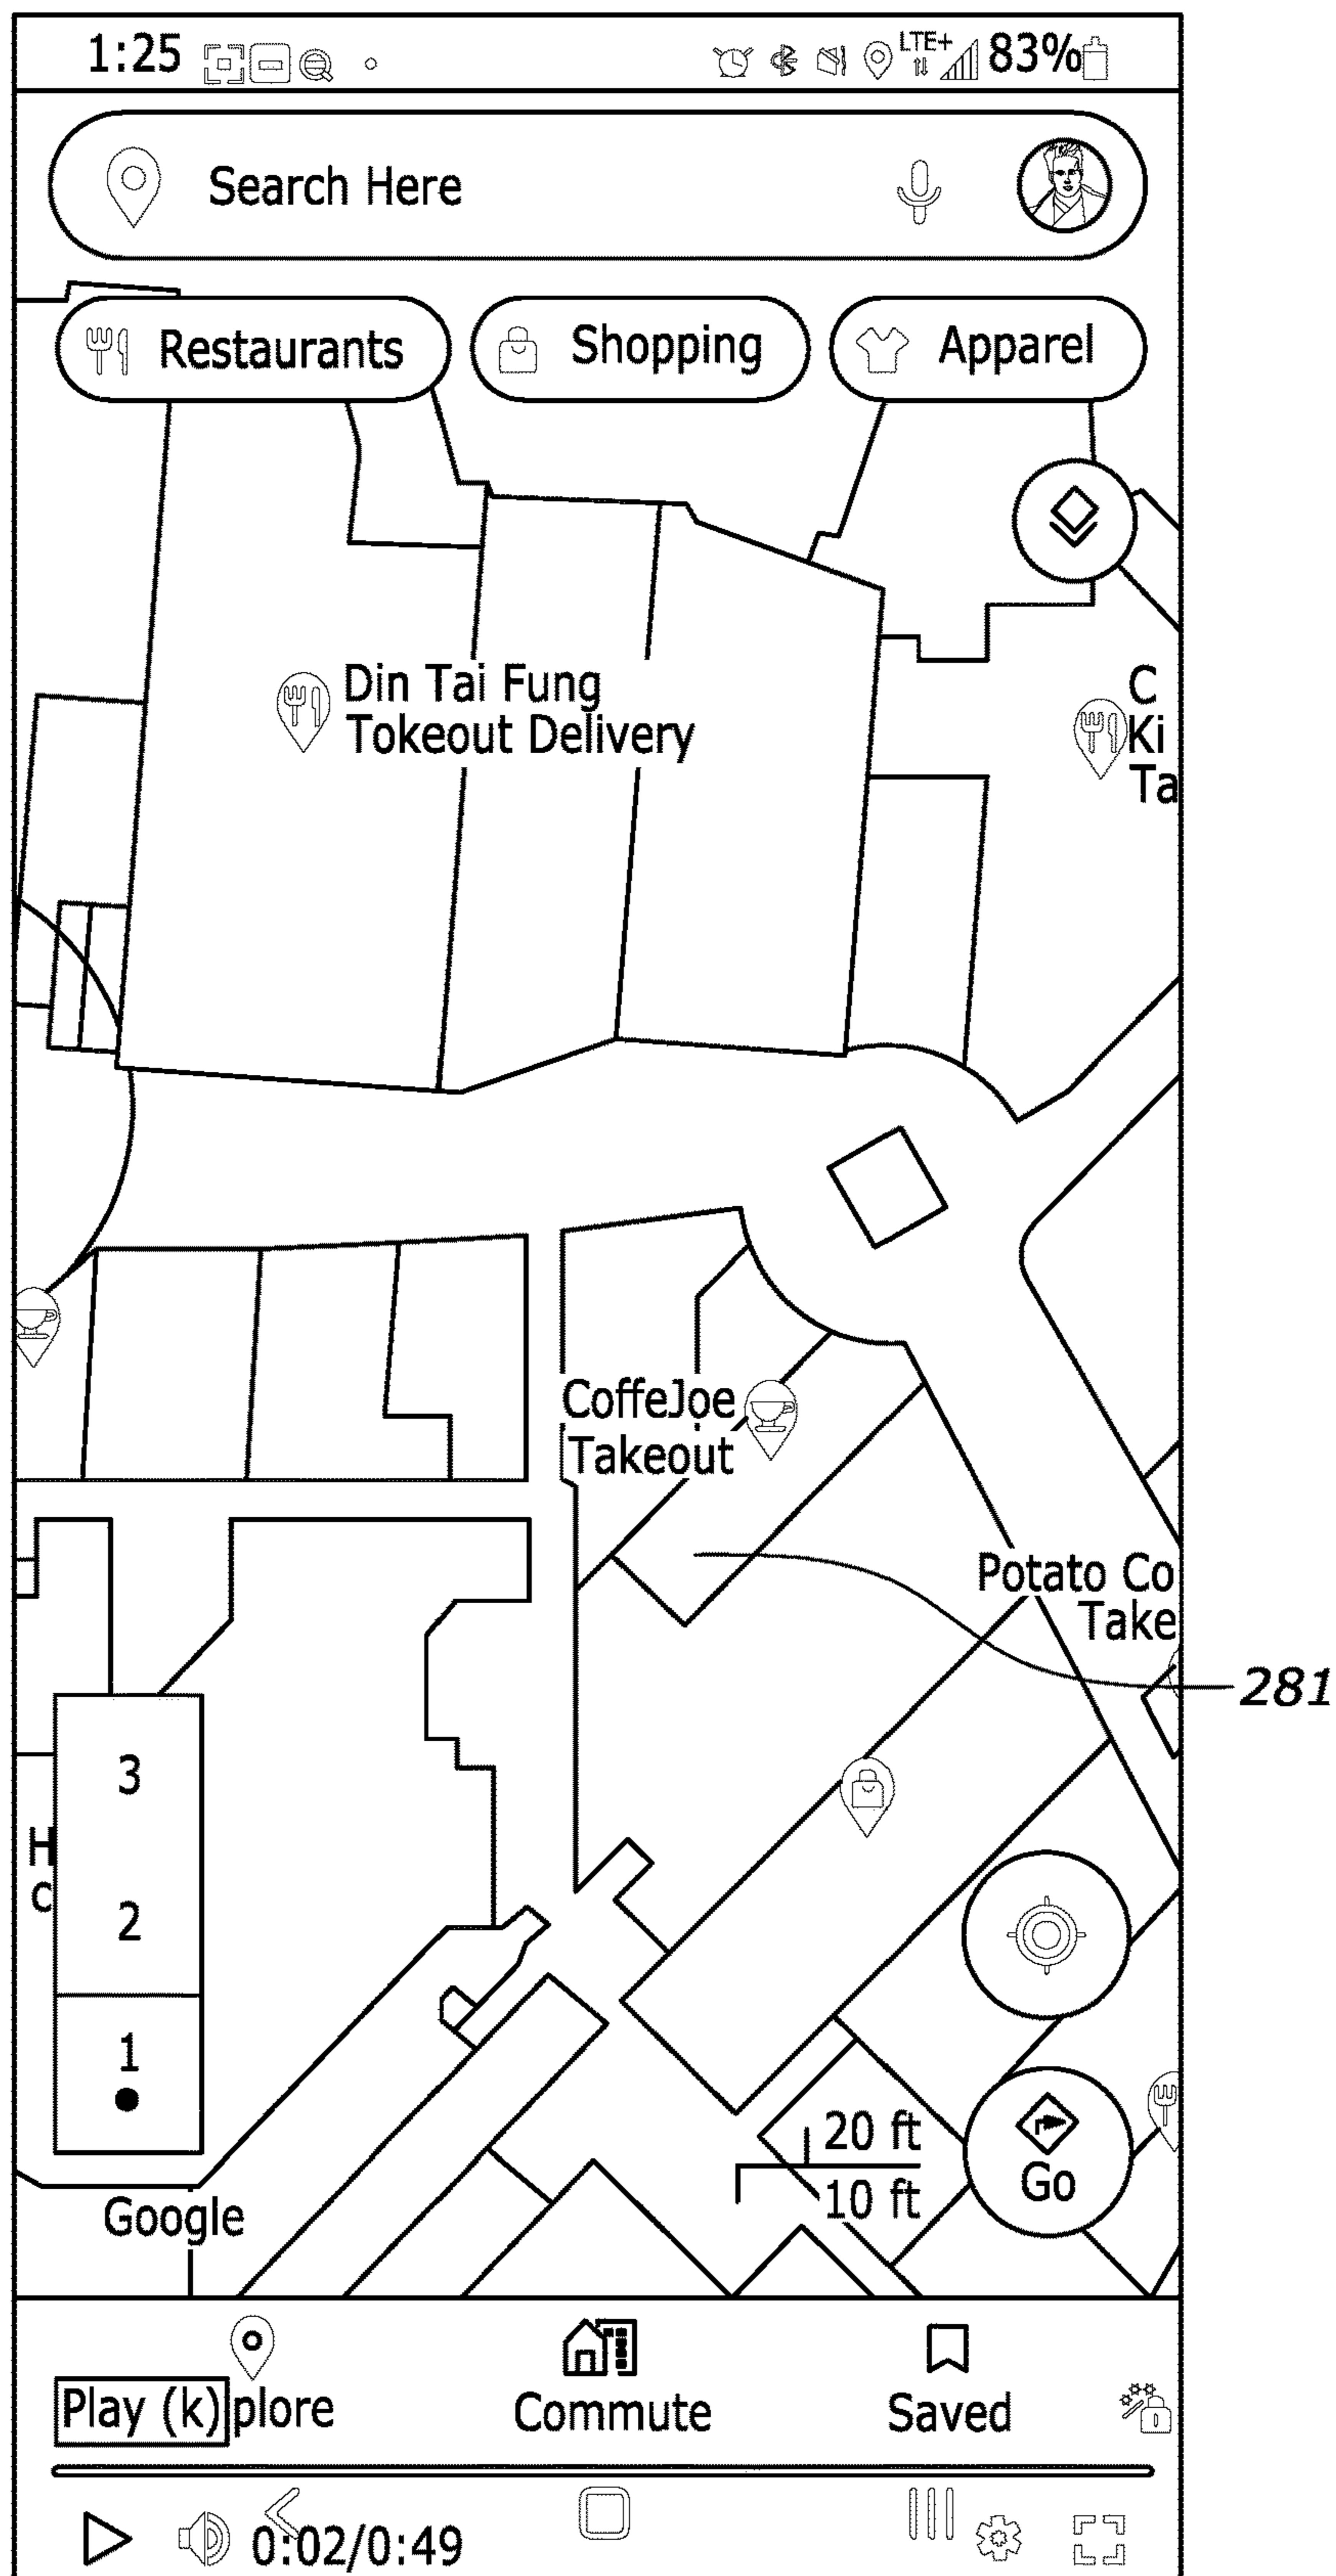 1:25 LTE+ 83%
Search Here
Restaurants Shopping Apparel
Din Tai Fung
Tokeout Delivery
C
Ki
Ta
CoffeJoe
Takeout
Potato Co
Take
281
3
H
c
2
1
20 ft
10 ft
Go
Google
Play (k)plore Commute Saved
0:02/0:49